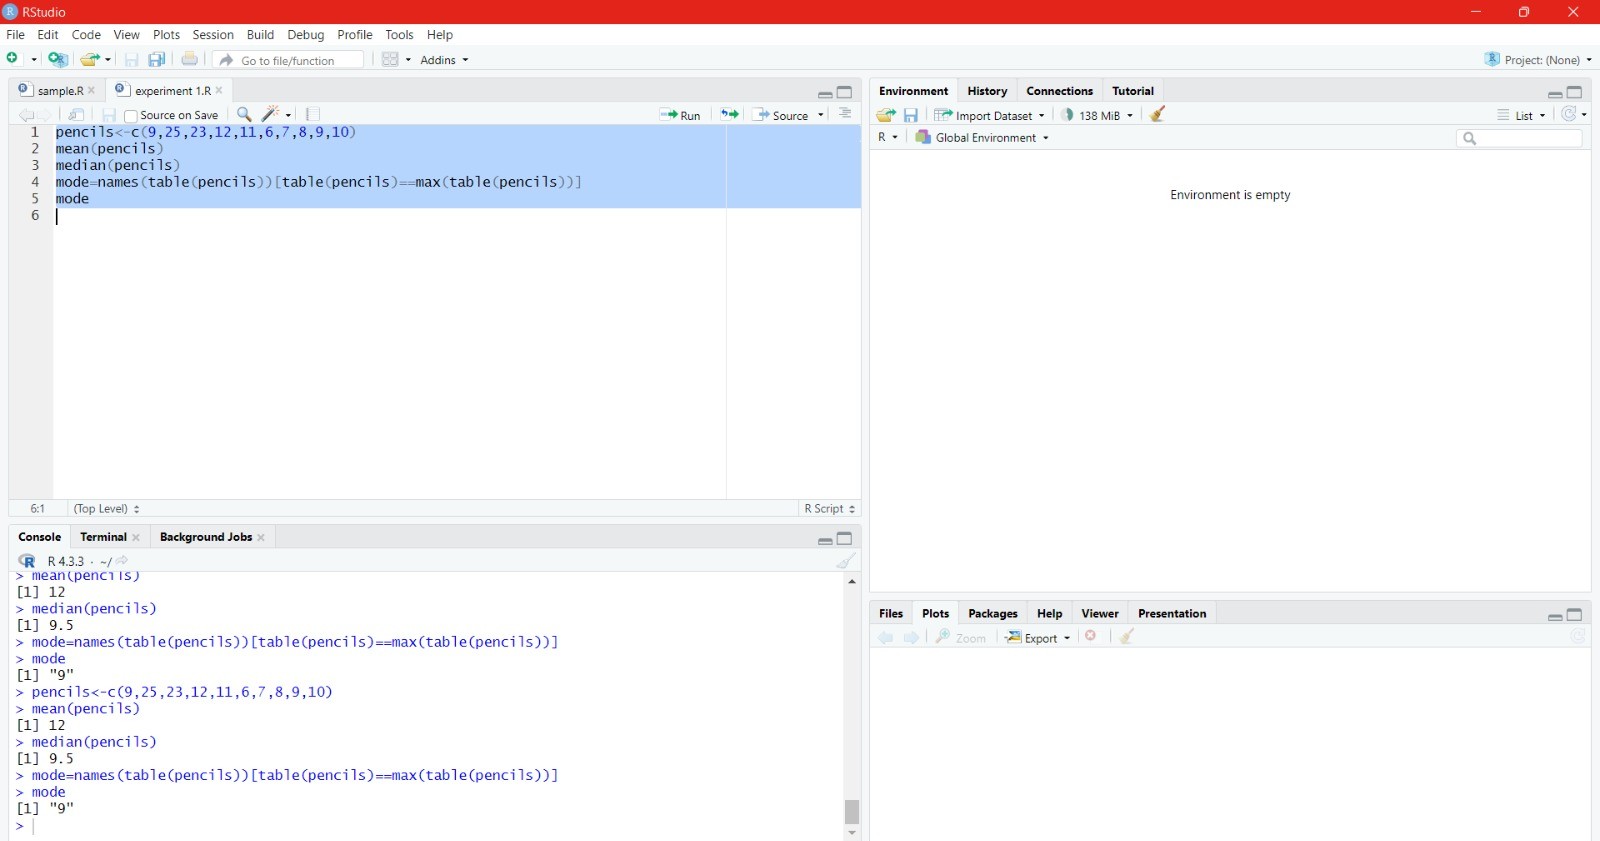 RStudio
File Edit Code View Plots Session Build Debug Profile Tools Help
Go to file/function Addins Project: (None)
sample.R experiment 1.R
Source on Save Run Source
1 pencils<-c(9,25,23,12,11,6,7,8,9,10)
2 mean(pencils)
3 median(pencils)
4 mode=names(table(pencils))[table(pencils)==max(table(pencils))]
5 mode
6
6:1 (Top Level) R Script
Console Terminal Background Jobs
R 4.3.3 · ~/
> mean(pencils)
[1] 12
> median(pencils)
[1] 9.5
> mode=names(table(pencils))[table(pencils)==max(table(pencils))]
> mode
[1] "9"
> pencils<-c(9,25,23,12,11,6,7,8,9,10)
> mean(pencils)
[1] 12
> median(pencils)
[1] 9.5
> mode=names(table(pencils))[table(pencils)==max(table(pencils))]
> mode
[1] "9"
>
Environment History Connections Tutorial
Import Dataset 138 MiB List
R Global Environment
Environment is empty
Files Plots Packages Help Viewer Presentation
Zoom Export